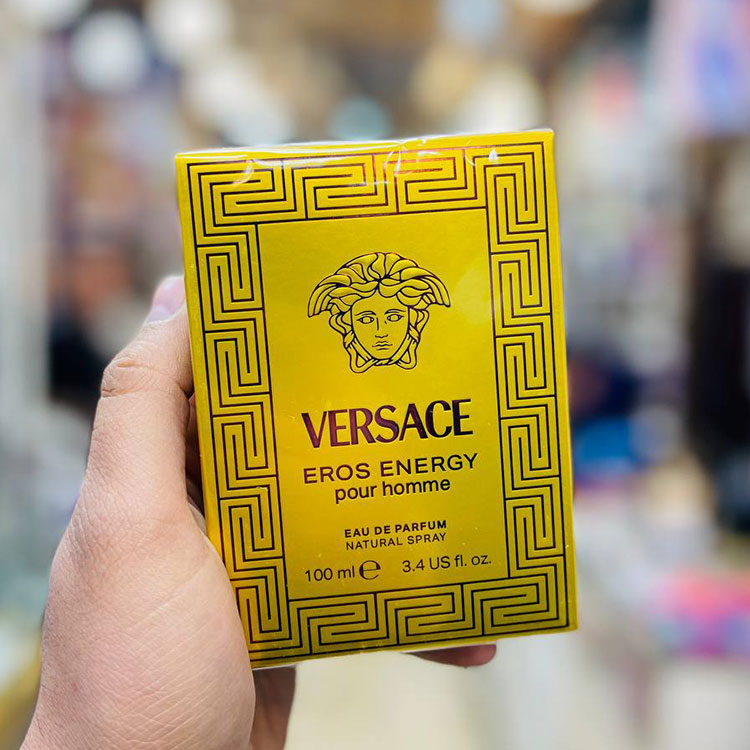 VERSACE
EROS ENERGY
pour homme
EAU DE PARFUM
NATURAL SPRAY
100 ml ℮ 3.4 US fl. oz.